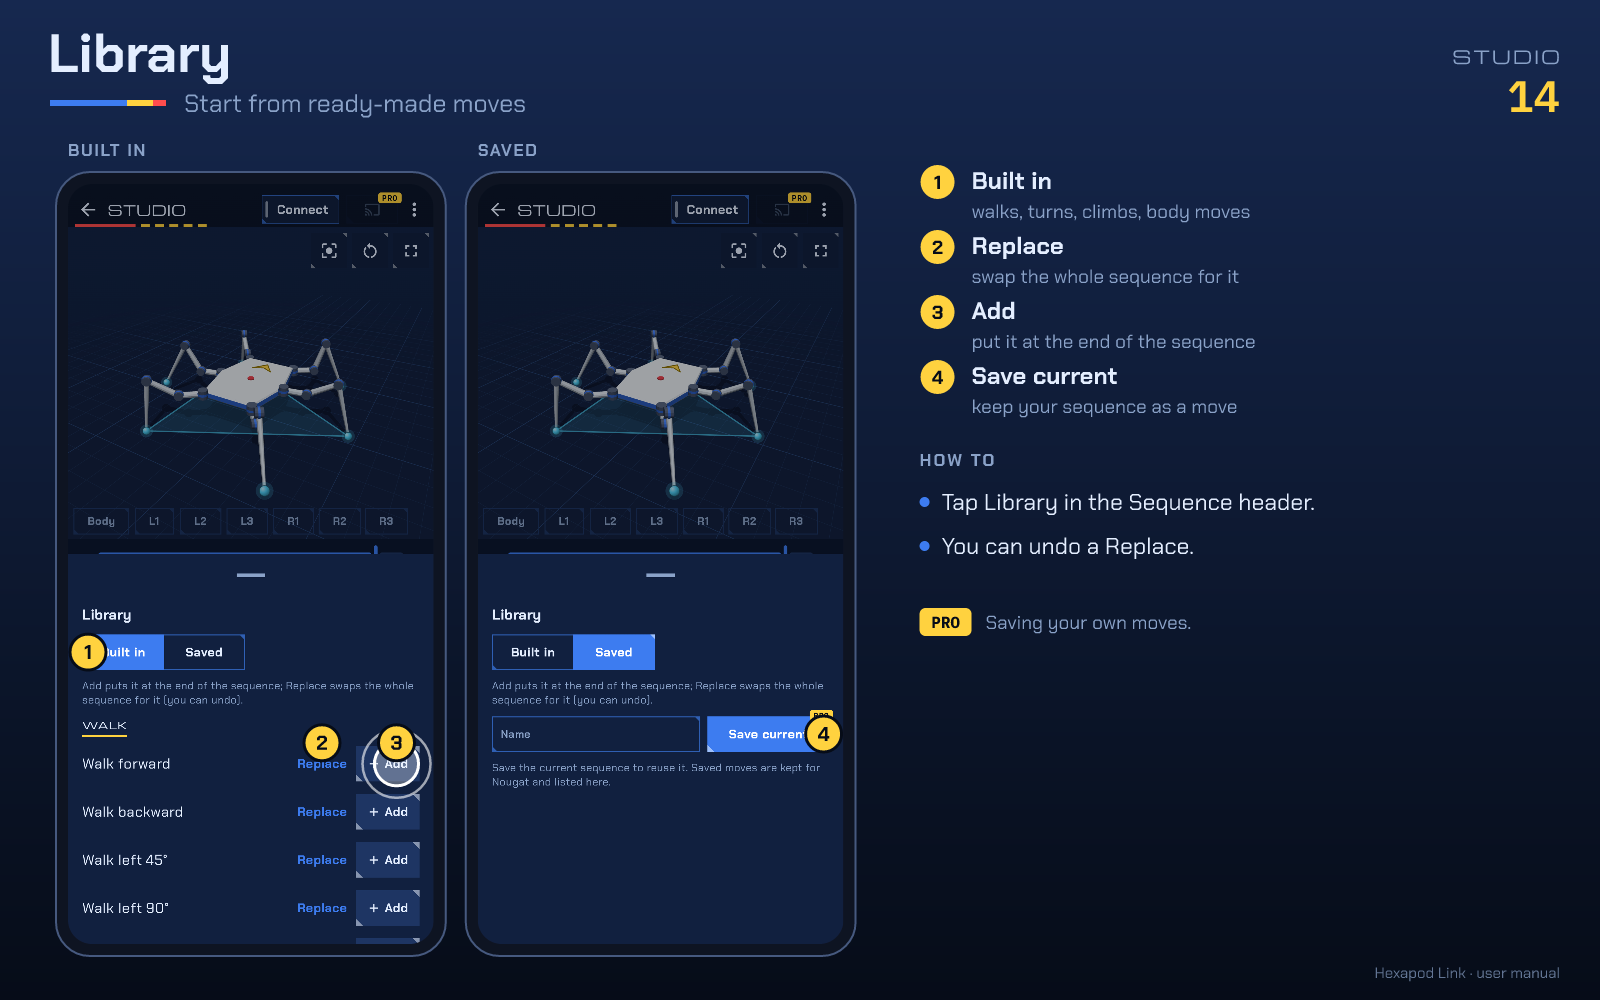 Library
Start from ready-made moves
STUDIO
14
BUILT IN
STUDIO
Connect
PRO
Body
L1
L2
L3
R1
R2
R3
Library
1
uilt in
Saved
Add puts it at the end of the sequence; Replace swaps the whole
sequence for it (you can undo).
WALK
2
3
Walk forward
Replace
+ Add
Walk backward
Replace
+ Add
Walk left 45°
Replace
+ Add
Walk left 90°
Replace
+ Add
SAVED
STUDIO
Connect
PRO
Body
L1
L2
L3
R1
R2
R3
Library
Built in
Saved
Add puts it at the end of the sequence; Replace swaps the whole
sequence for it (you can undo).
Name
Save curren
4
Save the current sequence to reuse it. Saved moves are kept for
Nougat and listed here.
1
Built in
walks, turns, climbs, body moves
2
Replace
swap the whole sequence for it
3
Add
put it at the end of the sequence
4
Save current
keep your sequence as a move
HOW TO
Tap Library in the Sequence header.
You can undo a Replace.
PRO
Saving your own moves.
Hexapod Link · user manual